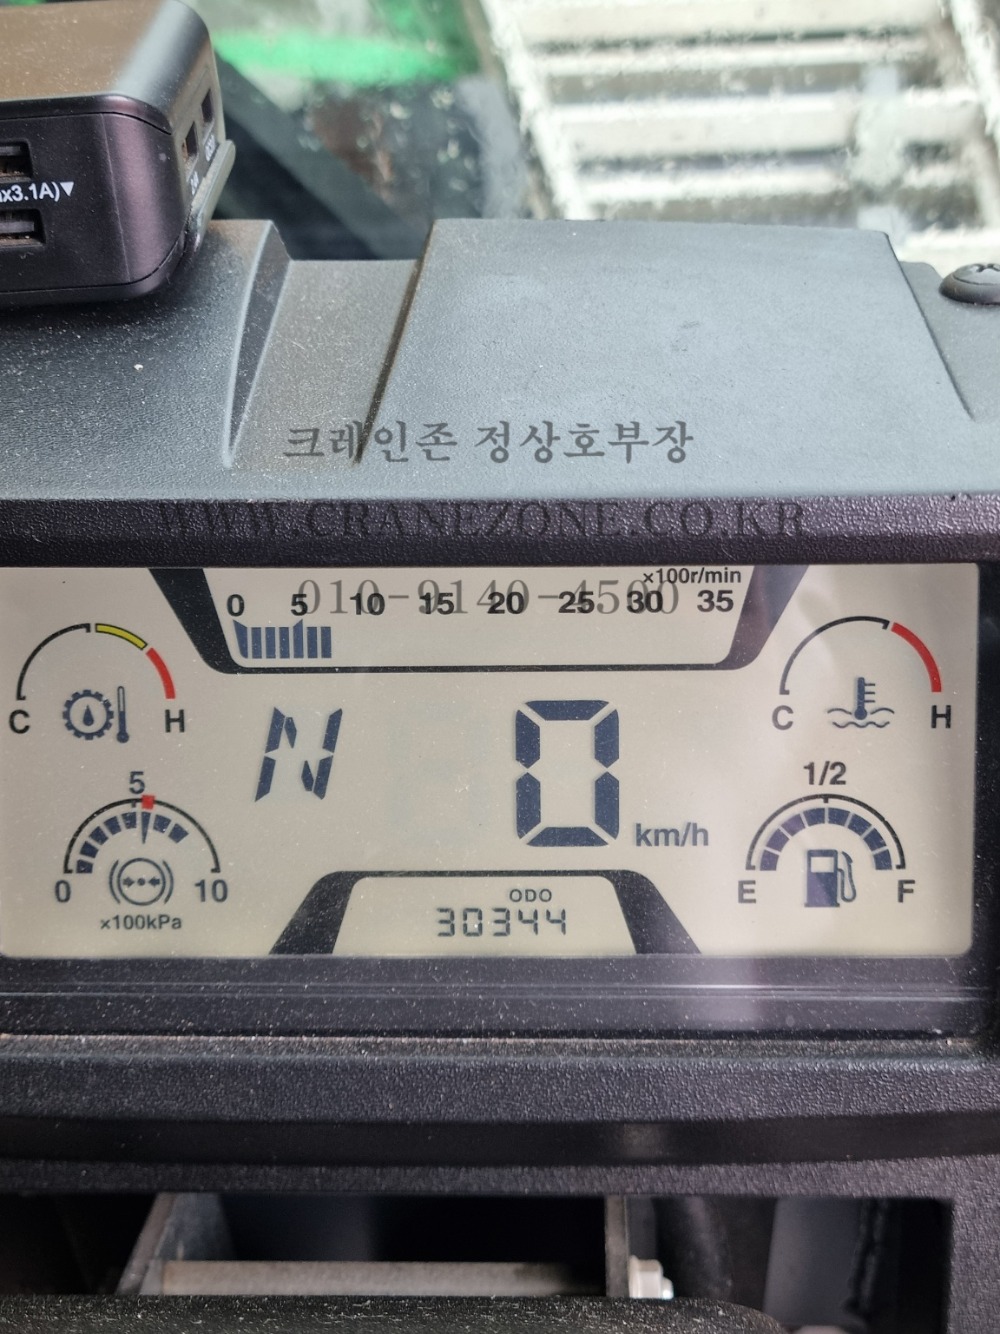 x3.1A)▼
크레인존 정상호부장
WWW.CRANEZONE.CO.KR
010-9140-4500
×100r/min
0 5 10 15 20 25 30 35
C H
N
0 km/h
C H
5
0 10
×100kPa
1/2
E F
ODO
30344